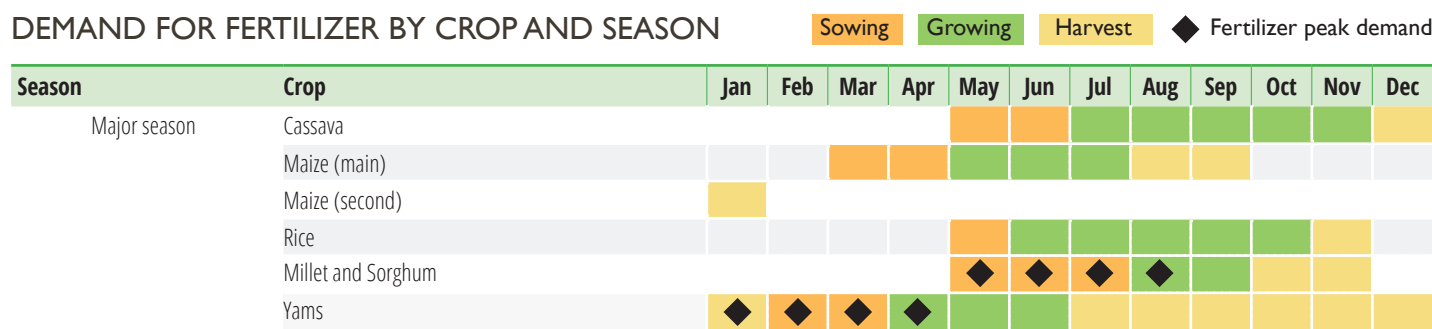 DEMAND FOR FERTILIZER BY CROP AND SEASON Sowing Growing Harvest Fertilizer peak demand
Season Crop Jan Feb Mar Apr May Jun Jul Aug Sep Oct Nov Dec
Major season Cassava
Maize (main)
Maize (second)
Rice
Millet and Sorghum
Yams